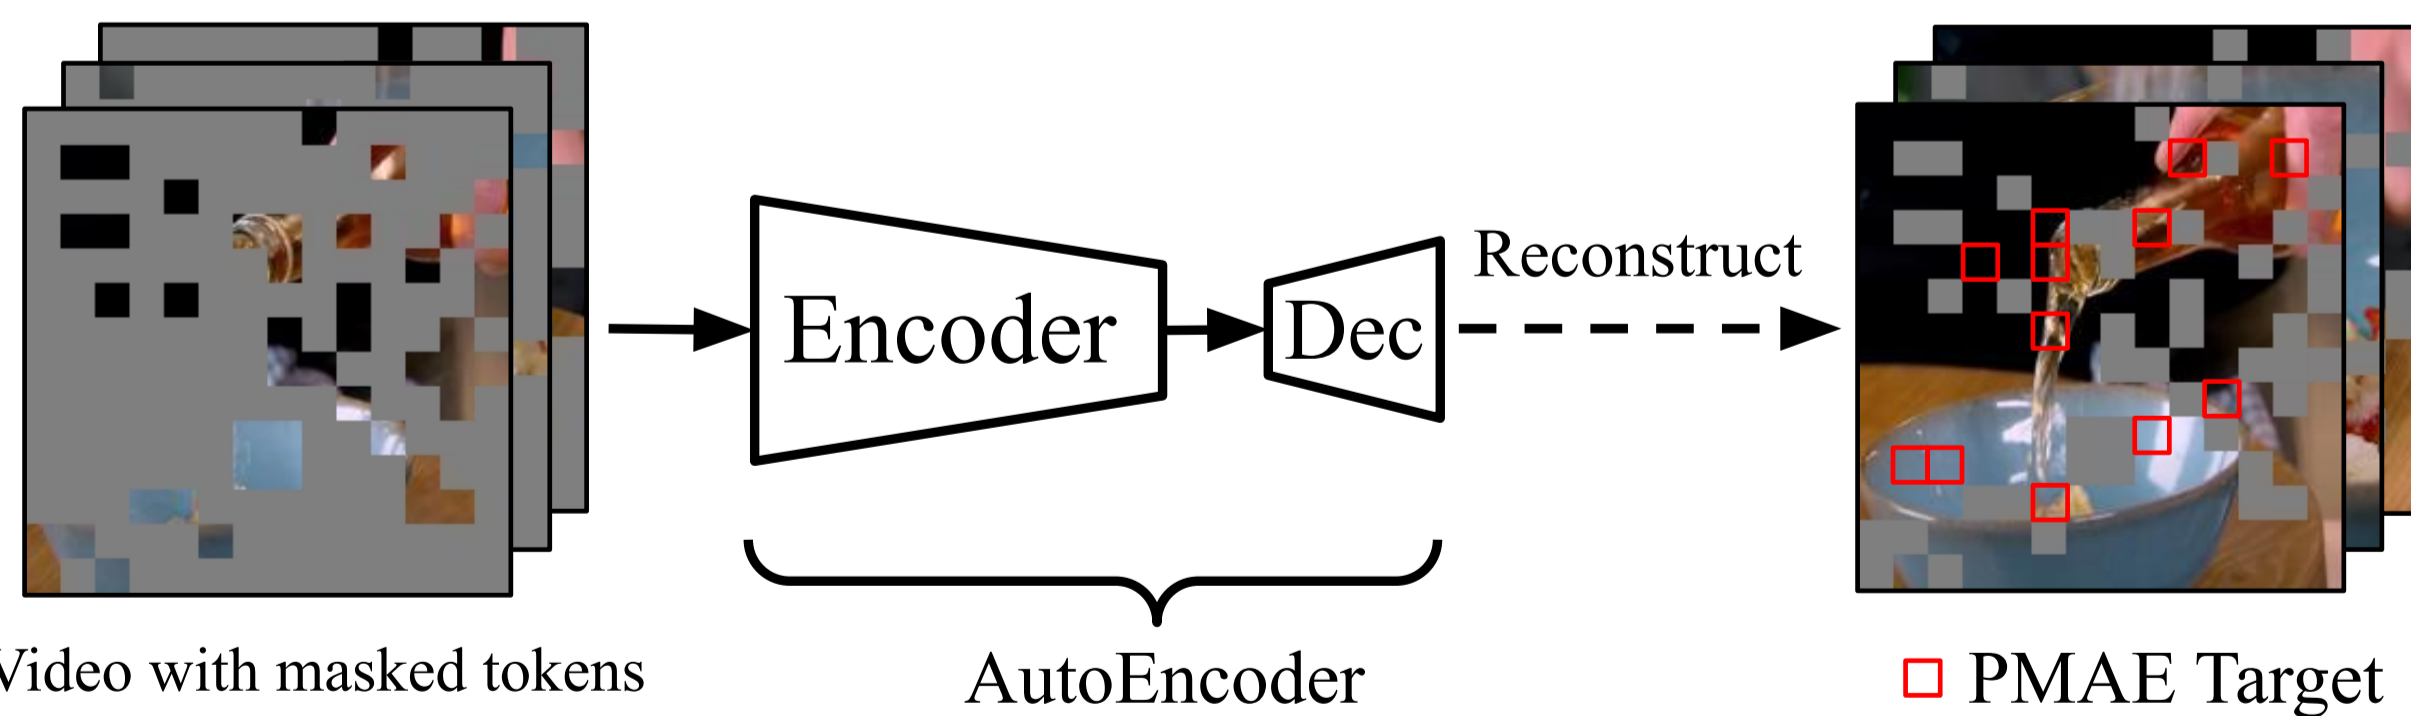 Reconstruct
Encoder
Dec
Video with masked tokens
AutoEncoder
PMAE Target